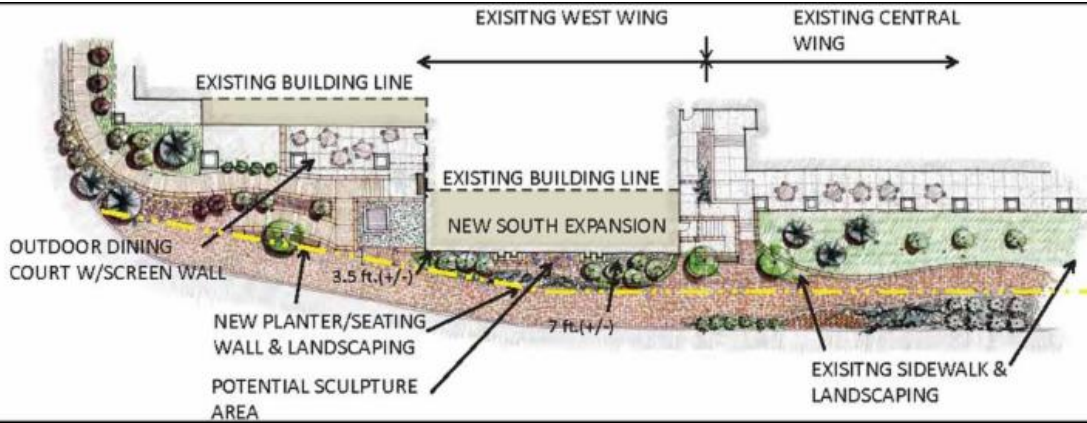 EXISITNG WEST WING
EXISTING CENTRAL
WING
EXISTING BUILDING LINE
EXISTING BUILDING LINE
NEW SOUTH EXPANSION
OUTDOOR DINING
COURT W/SCREEN WALL
3.5 ft.(+/-)
7 ft.(+/-)
NEW PLANTER/SEATING
WALL & LANDSCAPING
POTENTIAL SCULPTURE
AREA
EXISITNG SIDEWALK &
LANDSCAPING